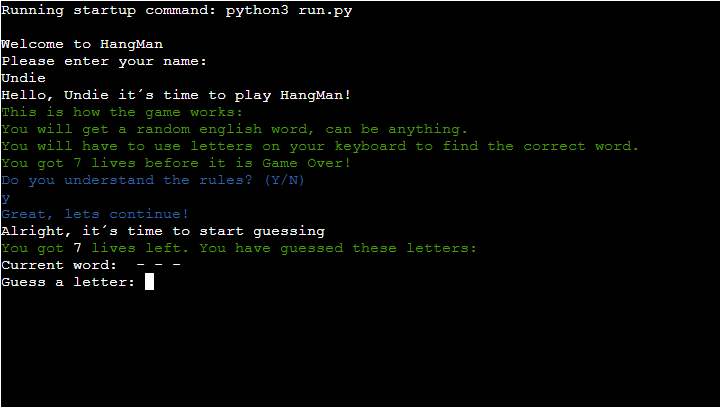 Running startup command: python3 run.py
Welcome to HangMan
Please enter your name:
Undie
Hello, Undie it´s time to play HangMan!
This is how the game works:
You will get a random english word, can be anything.
You will have to use letters on your keyboard to find the correct word.
You got 7 lives before it is Game Over!
Do you understand the rules? (Y/N)
y
Great, lets continue!
Alright, it´s time to start guessing
You got 7 lives left. You have guessed these letters:
Current word:  - - -
Guess a letter: